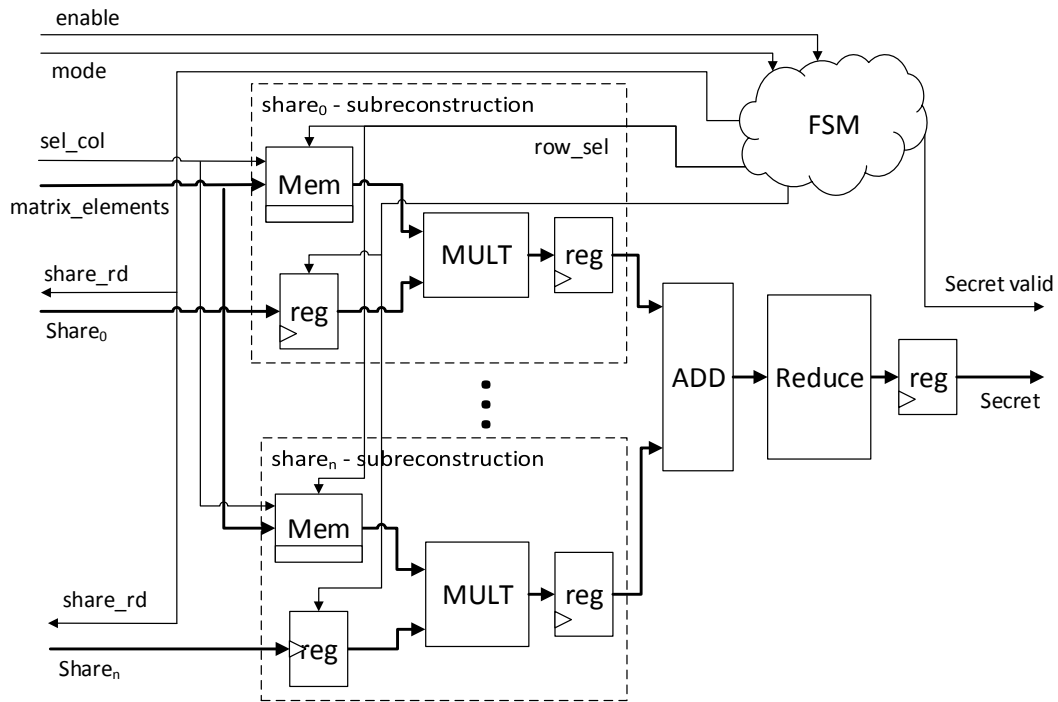 enable
mode
share₀ - subreconstruction
FSM
sel_col
row_sel
Mem
matrix_elements
MULT
reg
share_rd
Secret valid
reg
Share₀
ADD
Reduce
reg
Secret
shareₙ - subreconstruction
Mem
MULT
reg
share_rd
reg
Shareₙ